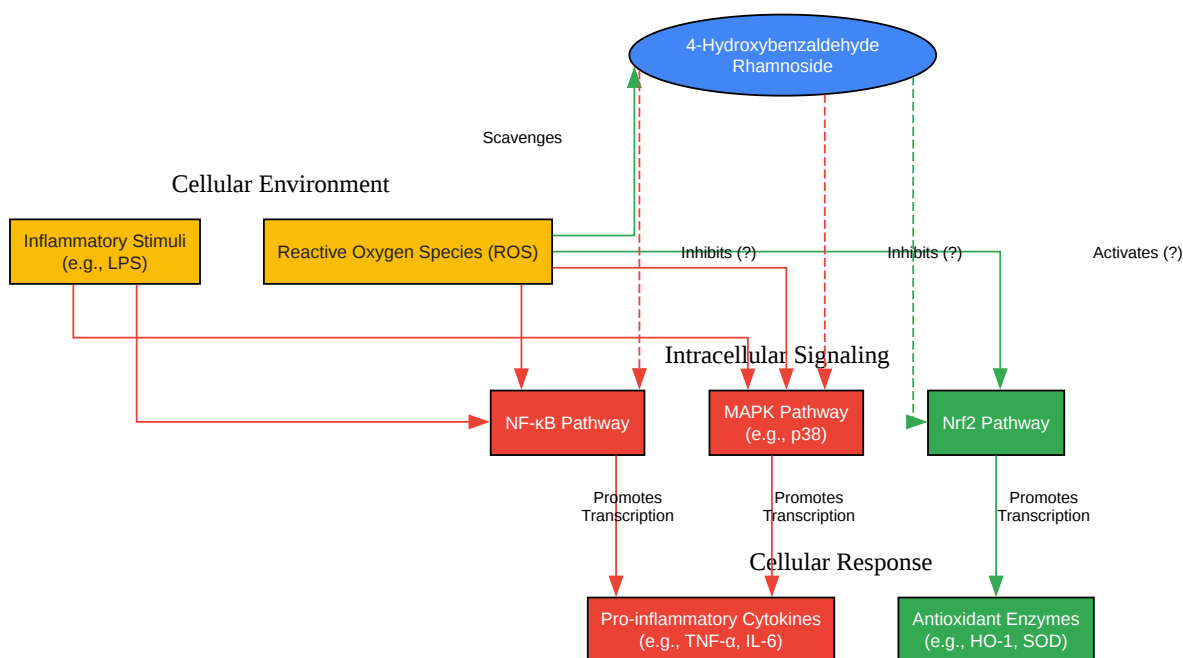 4-Hydroxybenzaldehyde
Rhamnoside
Scavenges
Cellular Environment
Inflammatory Stimuli
(e.g., LPS)
Reactive Oxygen Species (ROS)
Inhibits (?)
Inhibits (?)
Activates (?)
Intracellular Signaling
NF-κB Pathway
MAPK Pathway
(e.g., p38)
Nrf2 Pathway
Promotes
Transcription
Promotes
Transcription
Promotes
Transcription
Cellular Response
Pro-inflammatory Cytokines
(e.g., TNF-α, IL-6)
Antioxidant Enzymes
(e.g., HO-1, SOD)